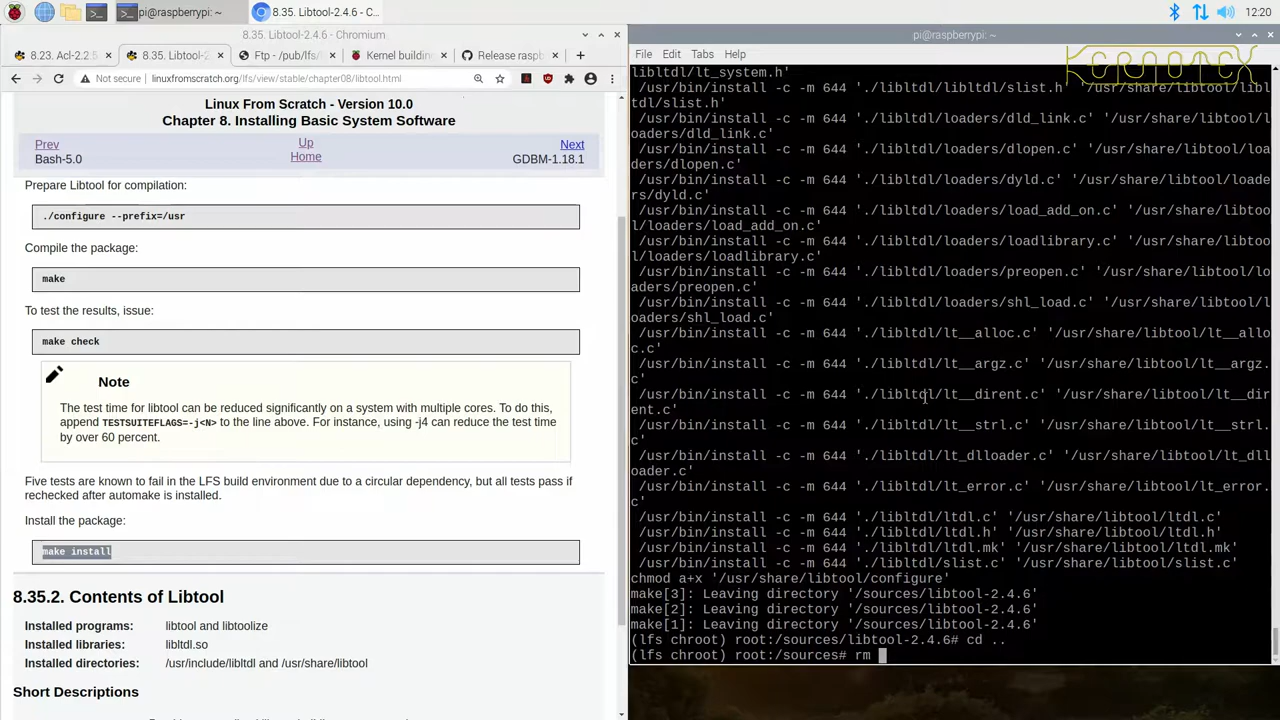 pi@raspberrypi: ~
8.35. Libtool-2.4.6 - C...
12:20
8.35. Libtool-2.4.6 - Chromium
8.23. Acl-2.2.5
8.35. Libtool-2
Ftp - /pub/lfs/
Kernel building
Release raspb
Not secure | linuxfromscratch.org/lfs/view/stable/chapter08/libtool.html
Linux From Scratch - Version 10.0
Chapter 8. Installing Basic System Software
Prev
Up
Next
Bash-5.0
Home
GDBM-1.18.1
Prepare Libtool for compilation:
./configure --prefix=/usr
Compile the package:
make
To test the results, issue:
make check
Note
The test time for libtool can be reduced significantly on a system with multiple cores. To do this,
append TESTSUITEFLAGS=-j<N> to the line above. For instance, using -j4 can reduce the test time
by over 60 percent.
Five tests are known to fail in the LFS build environment due to a circular dependency, but all tests pass if
rechecked after automake is installed.
Install the package:
make install
8.35.2. Contents of Libtool
Installed programs: libtool and libtoolize
Installed libraries: libltdl.so
Installed directories: /usr/include/libltdl and /usr/share/libtool
Short Descriptions
pi@raspberrypi: ~
File Edit Tabs Help
KERNOTEX
libltdl/lt_system.h'
/usr/bin/install -c -m 644 './libltdl/libltdl/slist.h' '/usr/share/libtool/libl
tdl/slist.h'
/usr/bin/install -c -m 644 './libltdl/loaders/dld_link.c' '/usr/share/libtool/l
oaders/dld_link.c'
/usr/bin/install -c -m 644 './libltdl/loaders/dlopen.c' '/usr/share/libtool/loa
ders/dlopen.c'
/usr/bin/install -c -m 644 './libltdl/loaders/dyld.c' '/usr/share/libtool/loade
rs/dyld.c'
/usr/bin/install -c -m 644 './libltdl/loaders/load_add_on.c' '/usr/share/libtoo
l/loaders/load_add_on.c'
/usr/bin/install -c -m 644 './libltdl/loaders/loadlibrary.c' '/usr/share/libtoo
l/loaders/loadlibrary.c'
/usr/bin/install -c -m 644 './libltdl/loaders/preopen.c' '/usr/share/libtool/lo
aders/preopen.c'
/usr/bin/install -c -m 644 './libltdl/loaders/shl_load.c' '/usr/share/libtool/l
oaders/shl_load.c'
/usr/bin/install -c -m 644 './libltdl/lt__alloc.c' '/usr/share/libtool/lt__allo
c.c'
/usr/bin/install -c -m 644 './libltdl/lt__argz.c' '/usr/share/libtool/lt__argz.
c'
/usr/bin/install -c -m 644 './libltdl/lt__dirent.c' '/usr/share/libtool/lt__dir
ent.c'
/usr/bin/install -c -m 644 './libltdl/lt__strl.c' '/usr/share/libtool/lt__strl.
c'
/usr/bin/install -c -m 644 './libltdl/lt_dlloader.c' '/usr/share/libtool/lt_dll
oader.c'
/usr/bin/install -c -m 644 './libltdl/lt_error.c' '/usr/share/libtool/lt_error.
c'
/usr/bin/install -c -m 644 './libltdl/ltdl.c' '/usr/share/libtool/ltdl.c'
/usr/bin/install -c -m 644 './libltdl/ltdl.h' '/usr/share/libtool/ltdl.h'
/usr/bin/install -c -m 644 './libltdl/ltdl.mk' '/usr/share/libtool/ltdl.mk'
/usr/bin/install -c -m 644 './libltdl/slist.c' '/usr/share/libtool/slist.c'
chmod a+x '/usr/share/libtool/configure'
make[3]: Leaving directory '/sources/libtool-2.4.6'
make[2]: Leaving directory '/sources/libtool-2.4.6'
make[1]: Leaving directory '/sources/libtool-2.4.6'
(lfs chroot) root:/sources/libtool-2.4.6# cd ..
(lfs chroot) root:/sources# rm